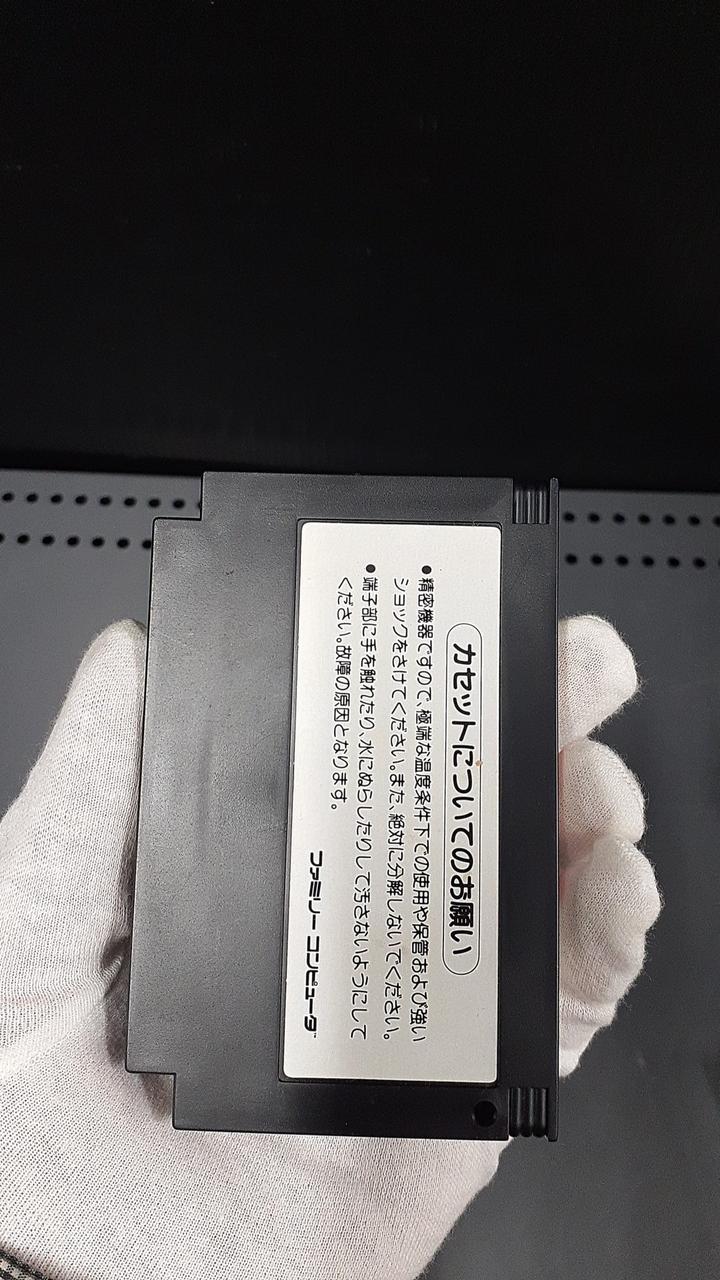 カセットについてのお願い
●精密機器ですので、極端な温度条件下での使用や保管および強い
ショックをさけてください。また、絶対に分解しないでください。
●端子部に手を触れたり、水にぬらしたりして汚さないようにして
ください。故障の原因となります。
ファミリー コンピュータ™